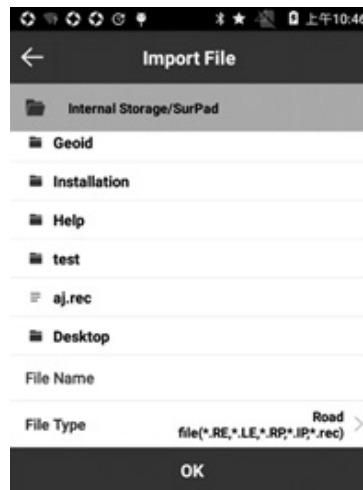 上午10:46
Import File
Internal Storage/SurPad
Geoid
Installation
Help
test
aj.rec
Desktop
File Name
File Type
Road
file(*.RE,*.LE,*.RP,*.IP,*.rec)
OK